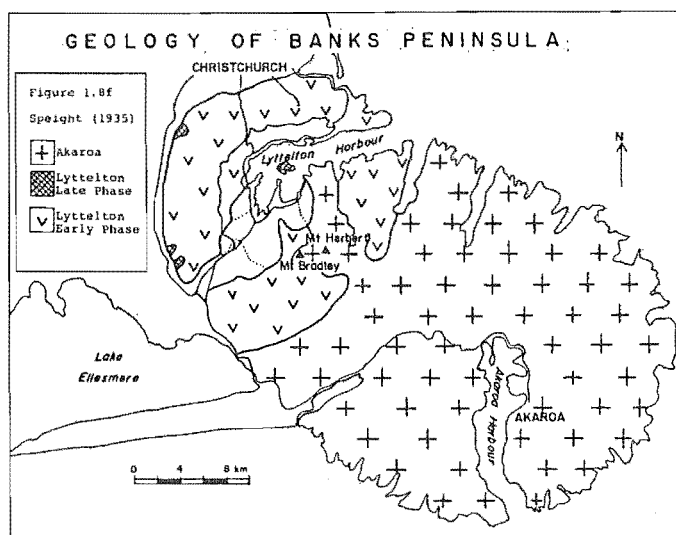 GEOLOGY OF BANKS PENINSULA
CHRISTCHURCH
Figure 1.8f
Speight (1935)
Akaroa
Lyttelton
Late Phase
Lyttelton
Early Phase
Lyttelton Harbour
N
Mt Herbert
Mt Bradley
Lake
Ellesmere
Akaroa Harbour
AKAROA
0 4 8 km